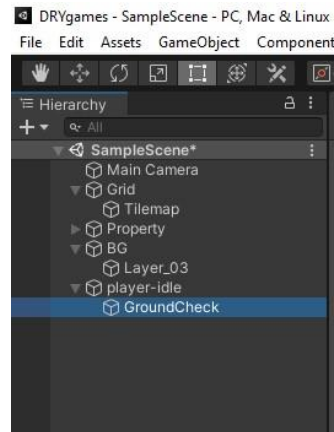 DRYgames - SampleScene - PC, Mac & Linux
File Edit Assets GameObject Component
Hierarchy
All
SampleScene*
Main Camera
Grid
Tilemap
Property
BG
Layer_03
player-idle
GroundCheck